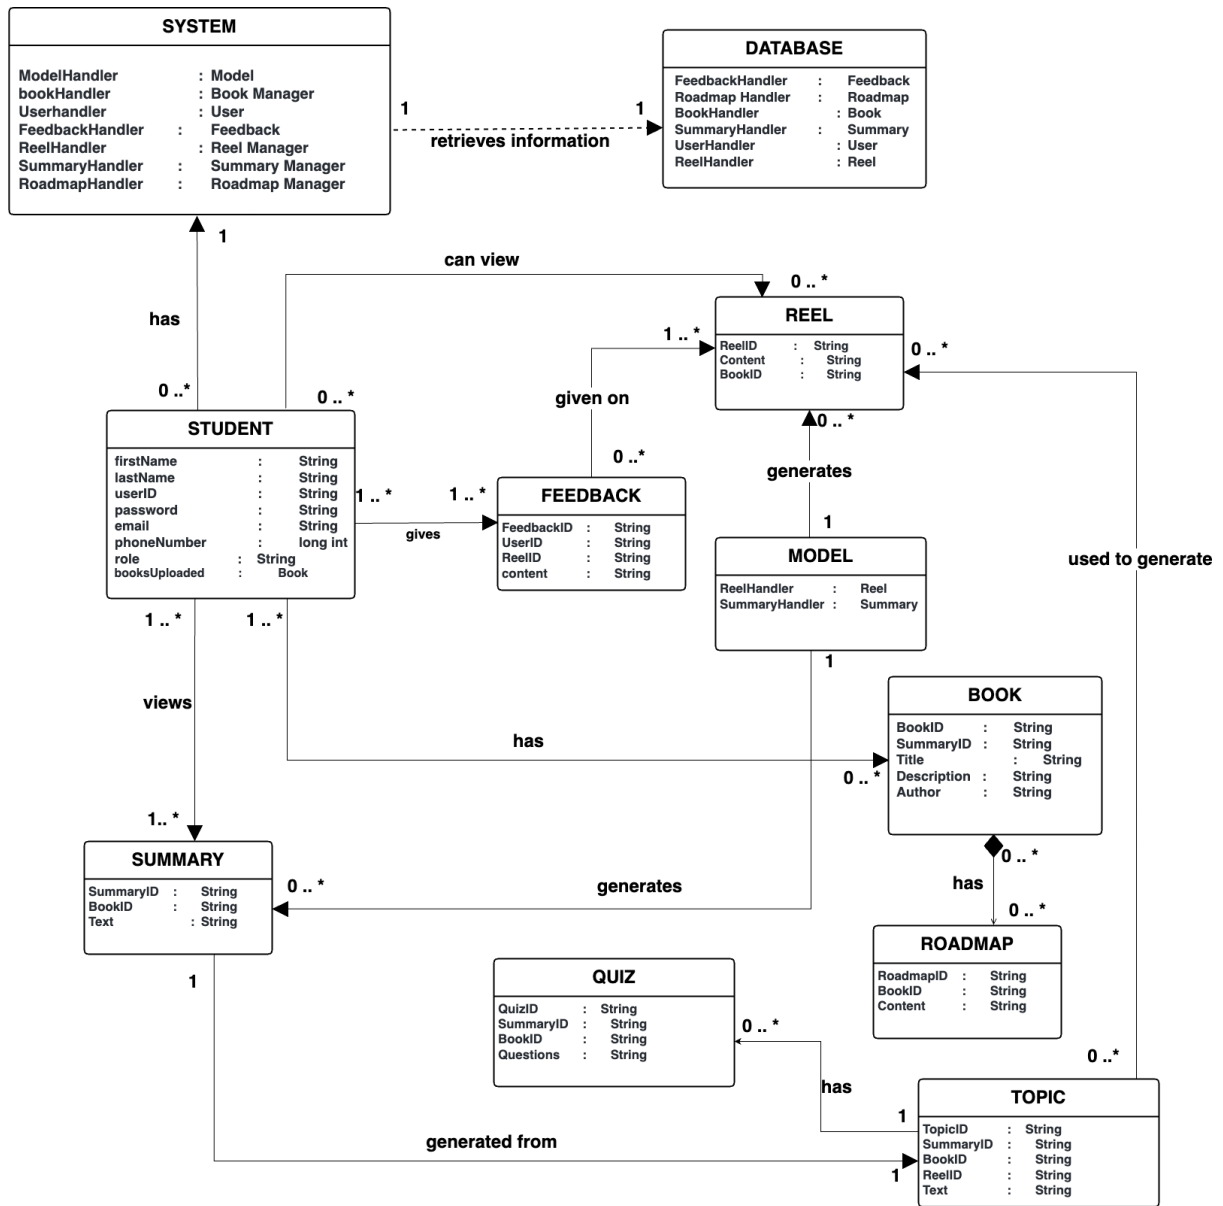 SYSTEM
ModelHandler : Model
bookHandler : Book Manager
Userhandler : User
FeedbackHandler : Feedback
ReelHandler : Reel Manager
SummaryHandler : Summary Manager
RoadmapHandler : Roadmap Manager
1
retrieves information
1
DATABASE
FeedbackHandler : Feedback
Roadmap Handler : Roadmap
BookHandler : Book
SummaryHandler : Summary
UserHandler : User
ReelHandler : Reel
1
has
0 ..*
can view
0 .. *
0 .. *
REEL
ReelID : String
Content : String
BookID : String
1 .. *
given on
0 ..*
0 .. *
0 .. *
generates
1
used to generate
0 ..*
STUDENT
firstName : String
lastName : String
userID : String
password : String
email : String
phoneNumber : long int
role : String
booksUploaded : Book
1 .. *
gives
1 .. *
FEEDBACK
FeedbackID : String
UserID : String
ReelID : String
content : String
MODEL
ReelHandler : Reel
SummaryHandler : Summary
1
1 .. *
views
1.. *
1 .. *
has
0 .. *
BOOK
BookID : String
SummaryID : String
Title : String
Description : String
Author : String
0 .. *
has
0 .. *
SUMMARY
SummaryID : String
BookID : String
Text : String
0 .. *
generates
ROADMAP
RoadmapID : String
BookID : String
Content : String
1
generated from
1
QUIZ
QuizID : String
SummaryID : String
BookID : String
Questions : String
0 .. *
has
1
TOPIC
TopicID : String
SummaryID : String
BookID : String
ReelID : String
Text : String